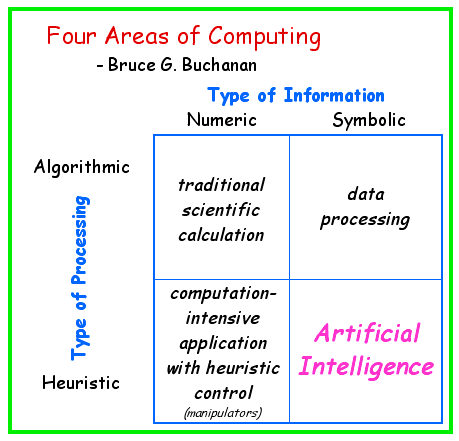 Four Areas of Computing
– Bruce G. Buchanan
Type of Information
Numeric Symbolic
Algorithmic
Type of Processing
Heuristic
traditional
scientific
calculation
data
processing
computation–
intensive
application
with heuristic
control
(manipulators)
Artificial
Intelligence